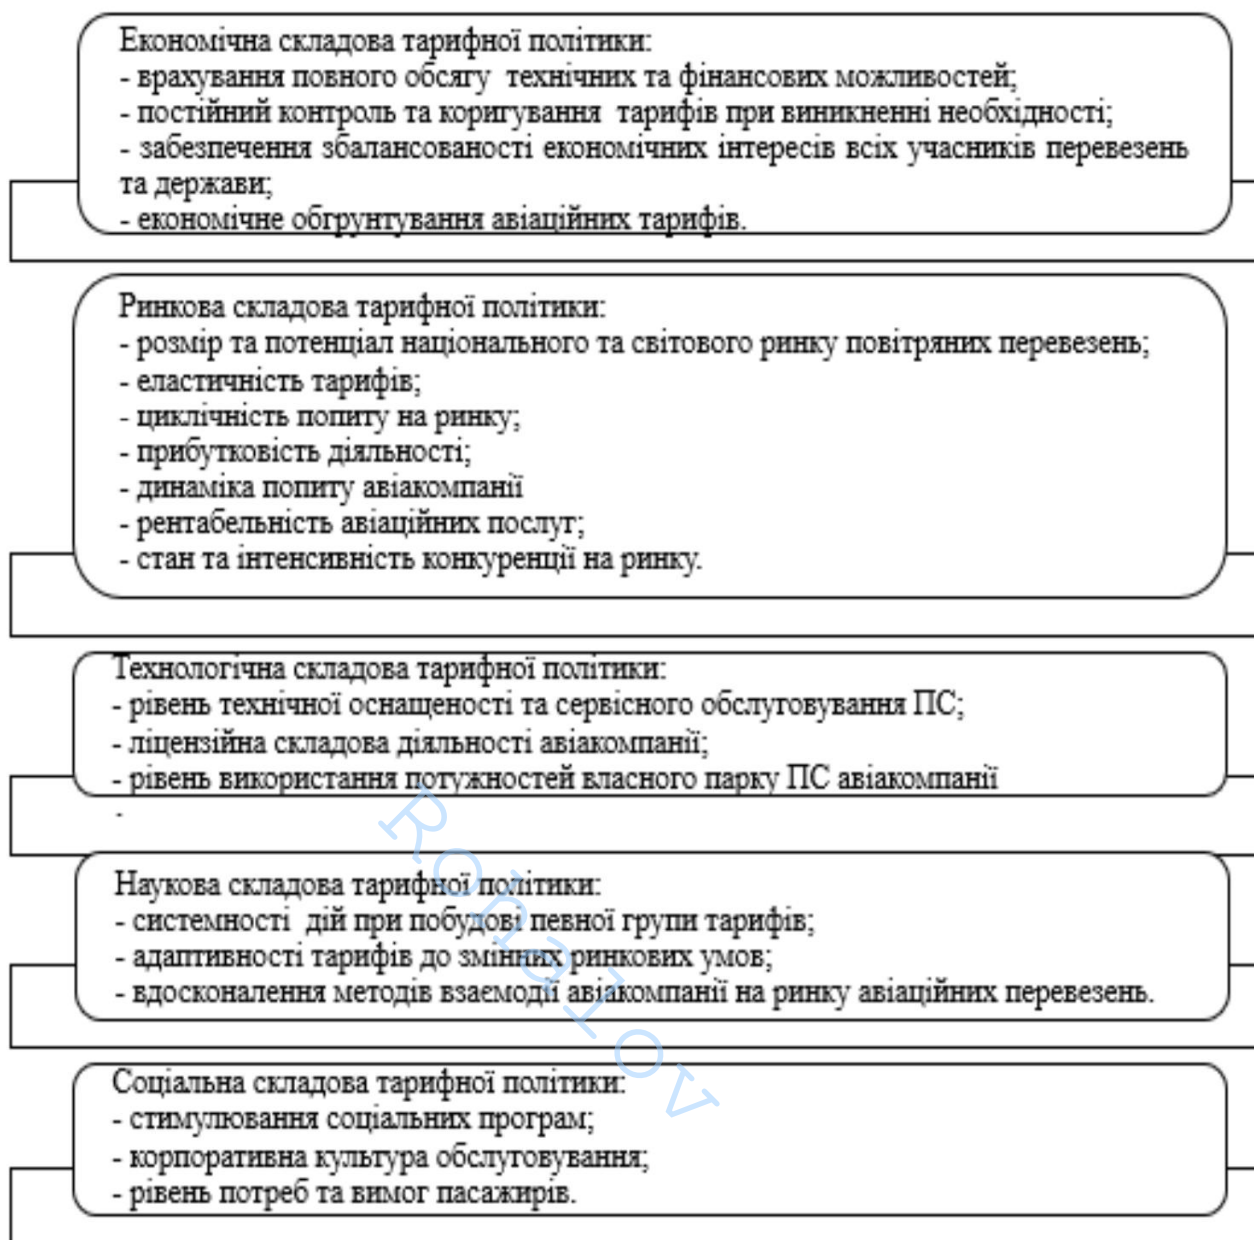 Економічна складова тарифної політики:
- врахування повного обсягу технічних та фінансових можливостей;
- постійний контроль та коригування тарифів при виникненні необхідності;
- забезпечення збалансованості економічних інтересів всіх учасників перевезень
та держави;
- економічне обґрунтування авіаційних тарифів.
Ринкова складова тарифної політики:
- розмір та потенціал національного та світового ринку повітряних перевезень;
- еластичність тарифів;
- циклічність попиту на ринку;
- прибутковість діяльності;
- динаміка попиту авіакомпанії
- рентабельність авіаційних послуг;
- стан та інтенсивність конкуренції на ринку.
Технологічна складова тарифної політики:
- рівень технічної оснащеності та сервісного обслуговування ПС;
- ліцензійна складова діяльності авіакомпанії;
- рівень використання потужностей власного парку ПС авіакомпанії
.
Наукова складова тарифної політики:
- системності дій при побудові певної групи тарифів;
- адаптивності тарифів до змінних ринкових умов;
- вдосконалення методів взаємодії авіакомпанії на ринку авіаційних перевезень.
Соціальна складова тарифної політики:
- стимулювання соціальних програм;
- корпоративна культура обслуговування;
- рівень потреб та вимог пасажирів.
Ronalov